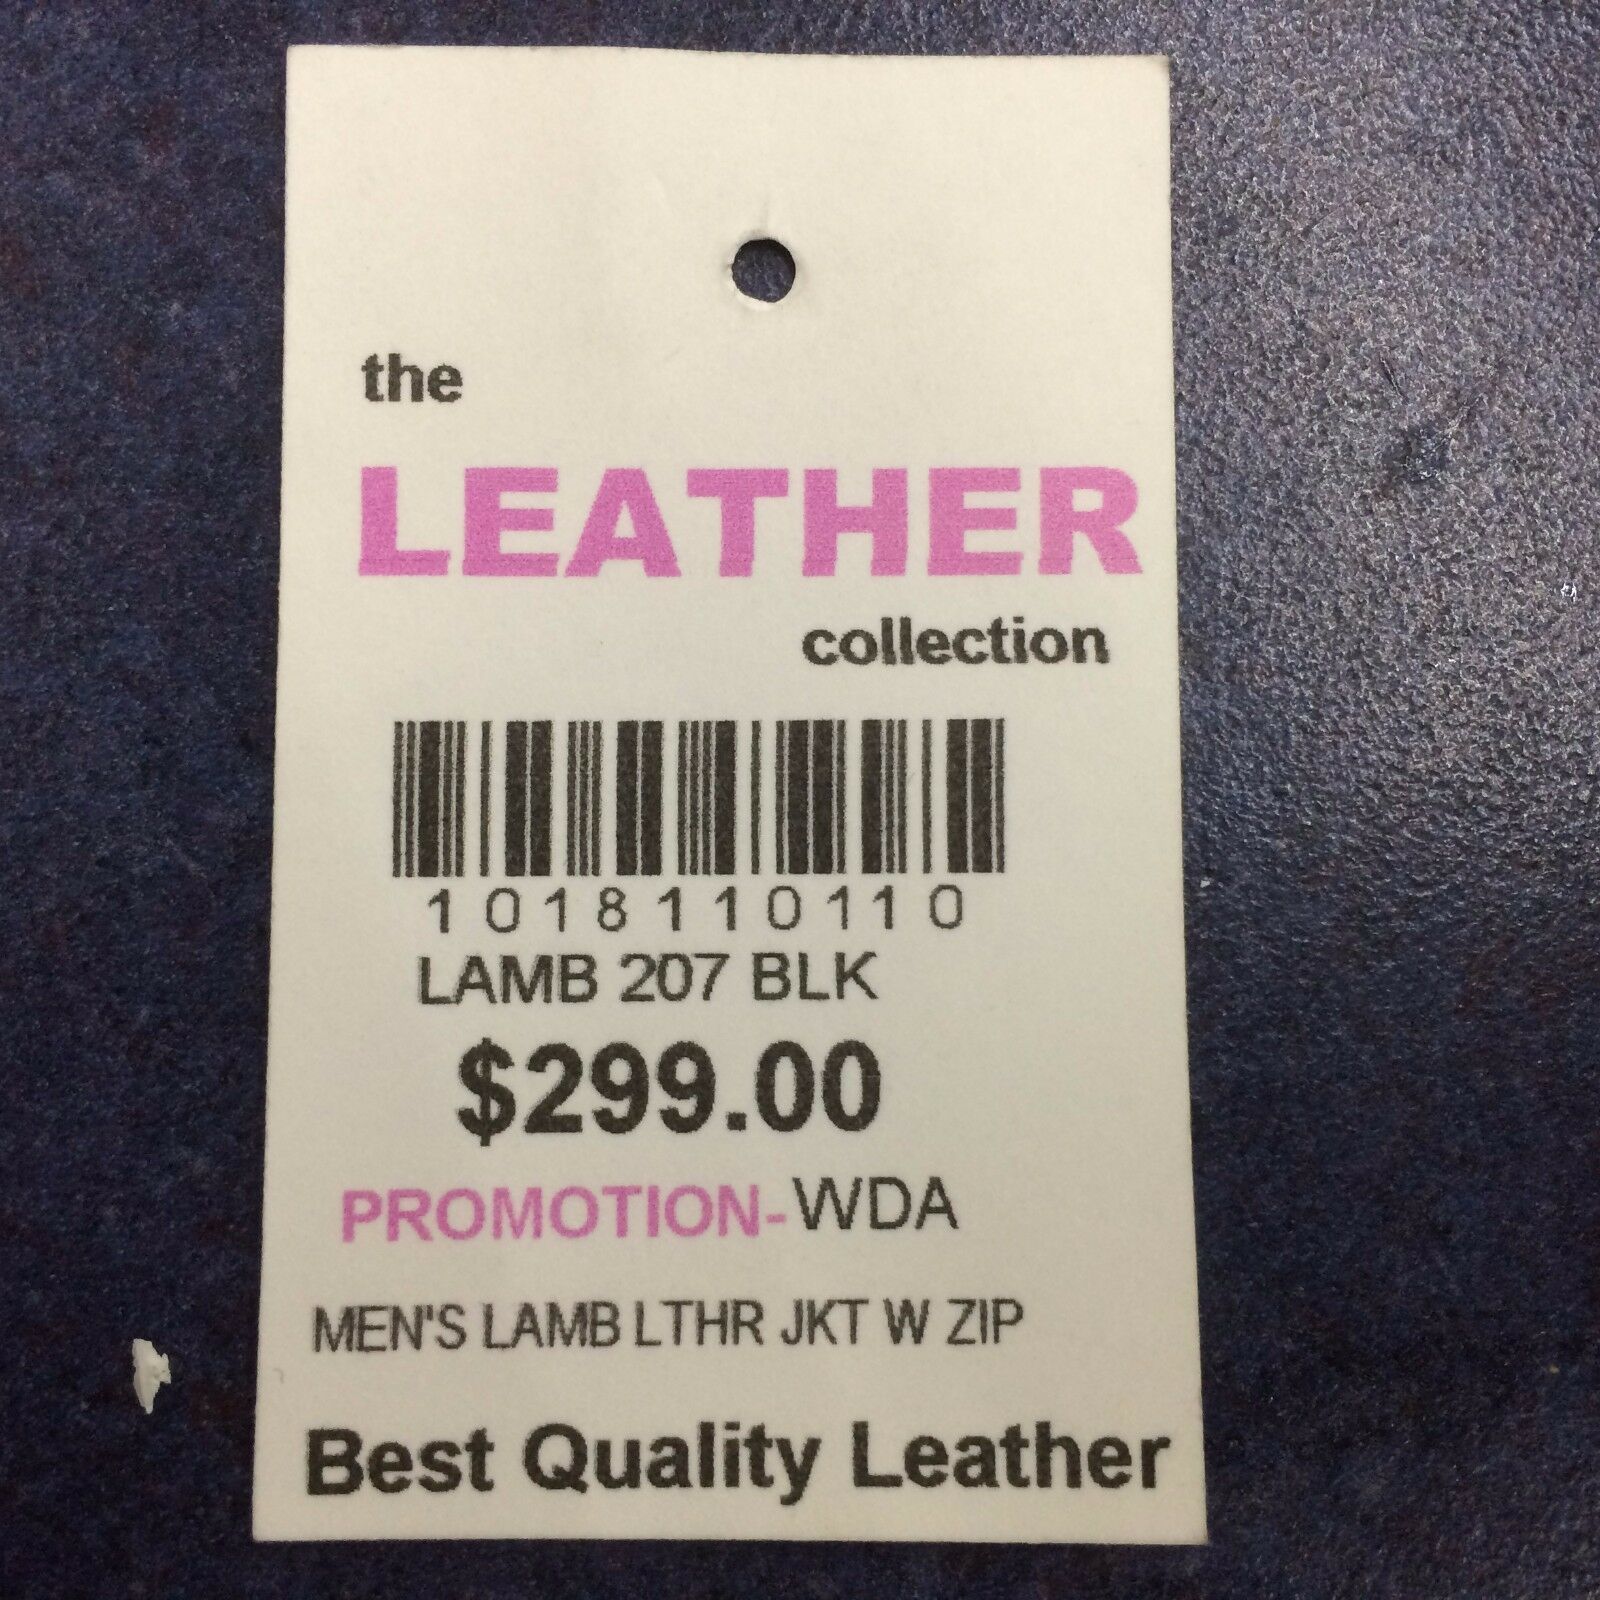 the
LEATHER
collection
1018110110
LAMB 207 BLK
$299.00
PROMOTION-WDA
MEN'S LAMB LTHR JKT W ZIP
Best Quality Leather